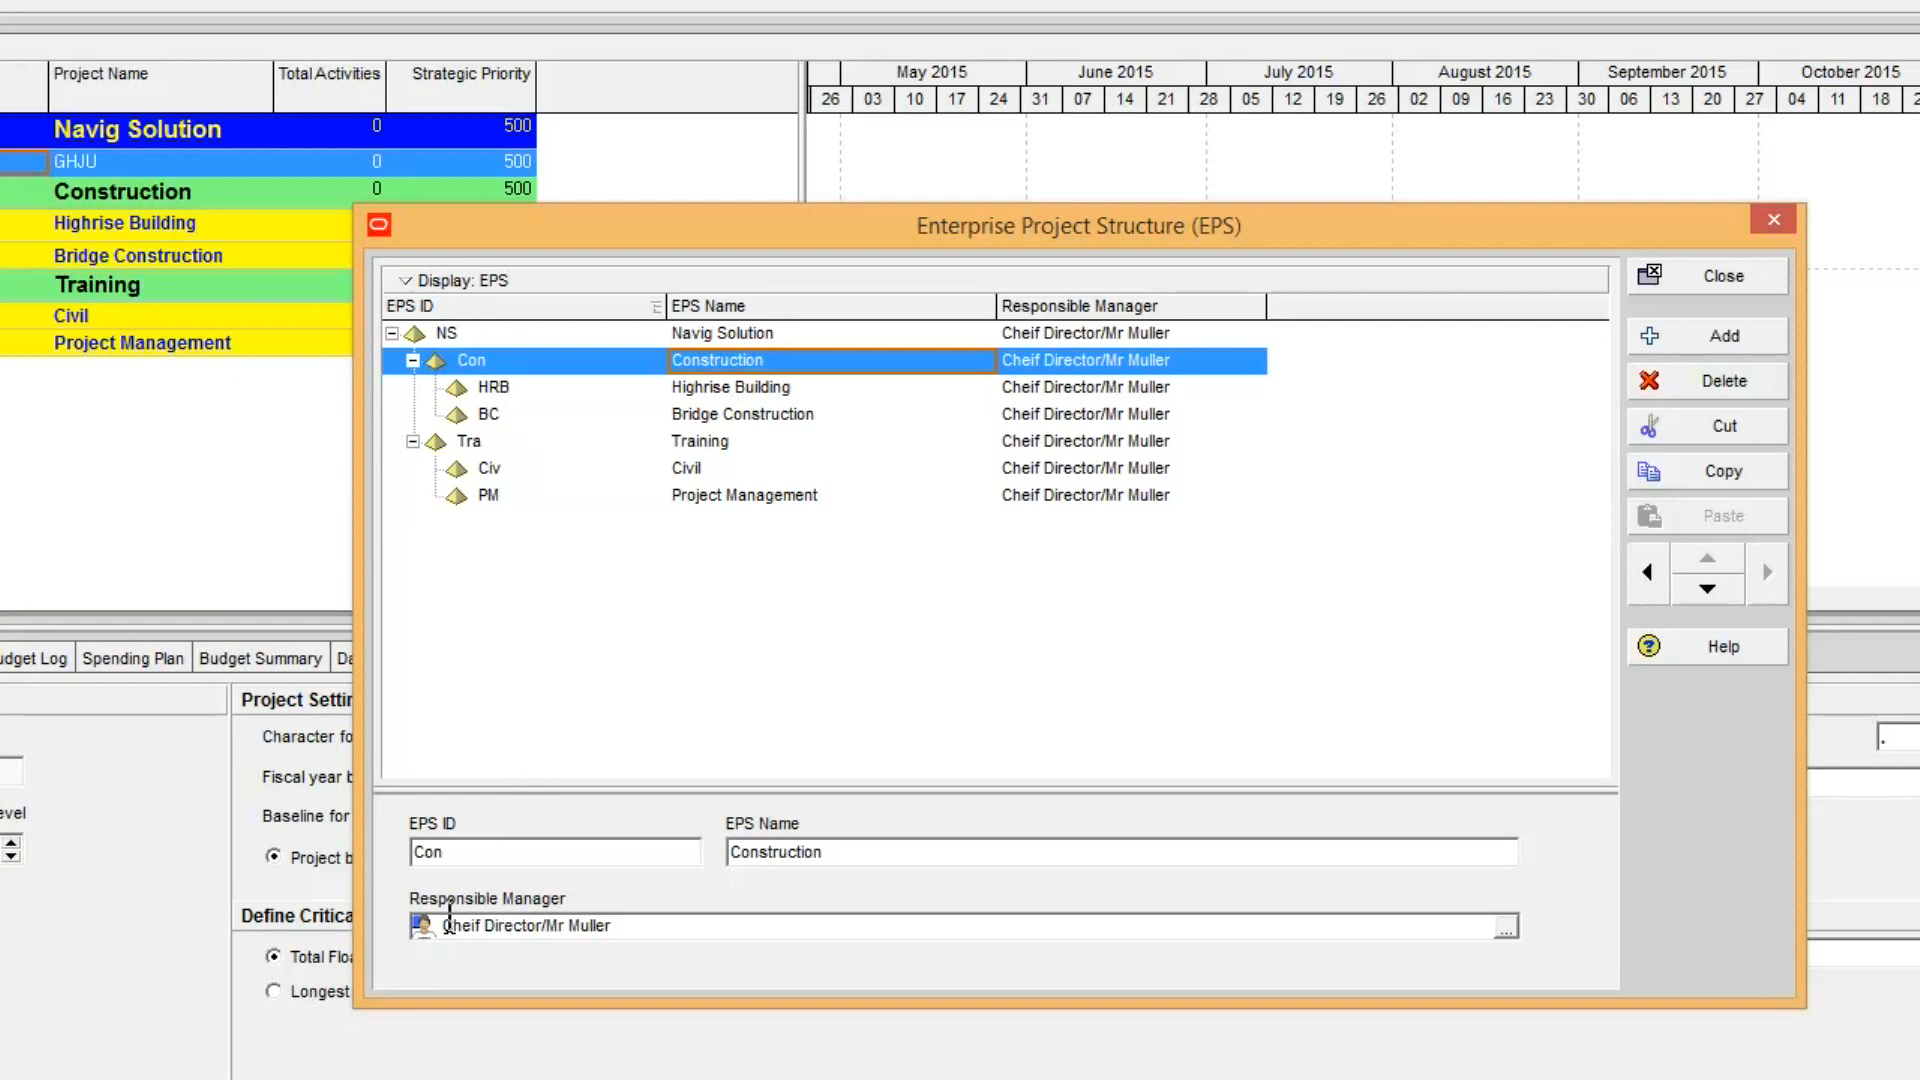 Project Name Total Activities Strategic Priority May 2015 June 2015 July 2015 August 2015 September 2015 October 2015
26 03 10 17 24 31 07 14 21 28 05 12 19 26 02 09 16 23 30 06 13 20 27 04 11 18
Navig Solution 0 500
GHJU 0 500
Construction 0 500
Highrise Building
Bridge Construction
Training
Civil
Project Management
Enterprise Project Structure (EPS)
Display: EPS
EPS ID EPS Name Responsible Manager
NS Navig Solution Cheif Director/Mr Muller
Con Construction Cheif Director/Mr Muller
HRB Highrise Building Cheif Director/Mr Muller
BC Bridge Construction Cheif Director/Mr Muller
Tra Training Cheif Director/Mr Muller
Civ Civil Cheif Director/Mr Muller
PM Project Management Cheif Director/Mr Muller
Close
Add
Delete
Cut
Copy
Paste
Help
EPS ID EPS Name
Con Construction
Responsible Manager
Cheif Director/Mr Muller
...
udget Log Spending Plan Budget Summary Da
Project Settin
Character fo
Fiscal year b
evel
Baseline for
Project b
Define Critica
Total Floa
Longest
.